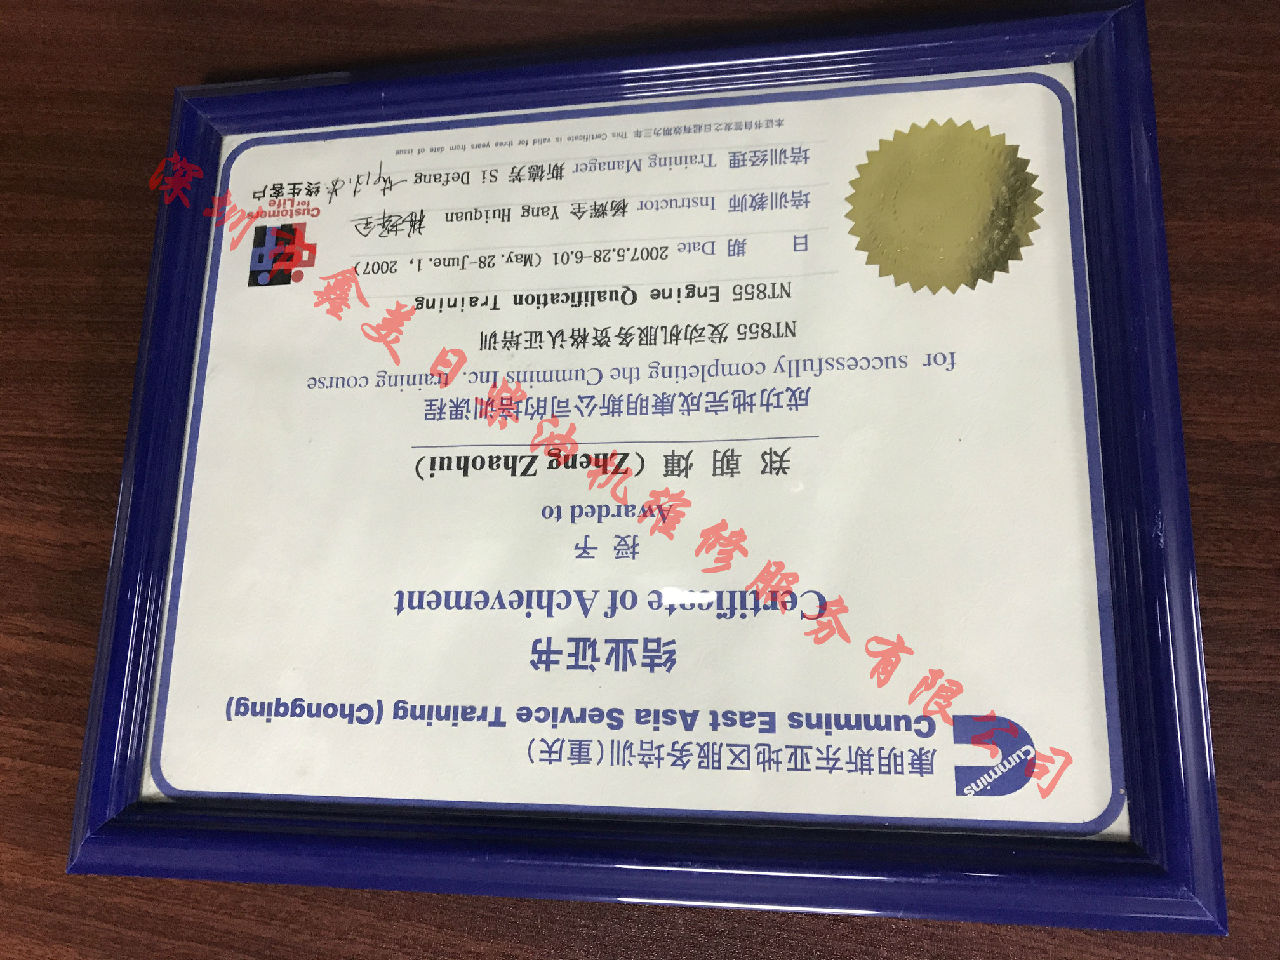 Cummins
康明斯东亚地区服务培训(重庆)
Cummins East Asia Service Training (Chongqing)
结业证书
Certificate of Achievement
授 予
Awarded to
郑 朝 煇 (Zheng Zhaohui)
成功地完成康明斯公司的培训课程
for successfully completing the Cummins Inc. training course
NT855 发动机服务资格认证培训
NT855 Engine Qualification Training
日 期 Date 2007.5.28-6.01 (May. 28-June. 1, 2007)
培训教师 Instructor 杨辉全 Yang Huiquan 杨辉全
培训经理 Training Manager 斯德芳 Si Defang
本证书自签发之日起有效期为三年 This Certificate is valid for three years from date of issue
Customers
for Life
终生客户
深圳市鑫美日柴油机维修服务有限公司